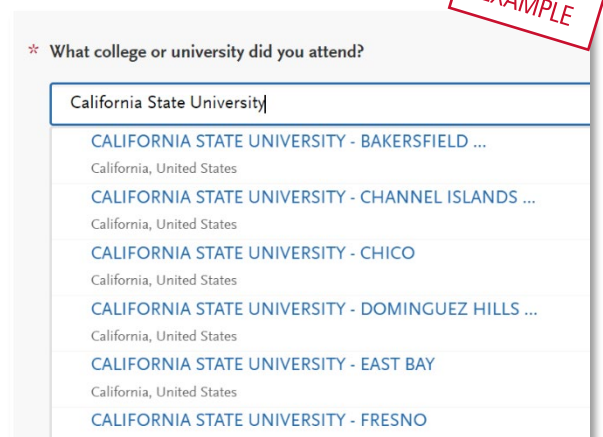 EXAMPLE
* What college or university did you attend?
California State University
CALIFORNIA STATE UNIVERSITY - BAKERSFIELD ...
California, United States
CALIFORNIA STATE UNIVERSITY - CHANNEL ISLANDS ...
California, United States
CALIFORNIA STATE UNIVERSITY - CHICO
California, United States
CALIFORNIA STATE UNIVERSITY - DOMINGUEZ HILLS ...
California, United States
CALIFORNIA STATE UNIVERSITY - EAST BAY
California, United States
CALIFORNIA STATE UNIVERSITY - FRESNO